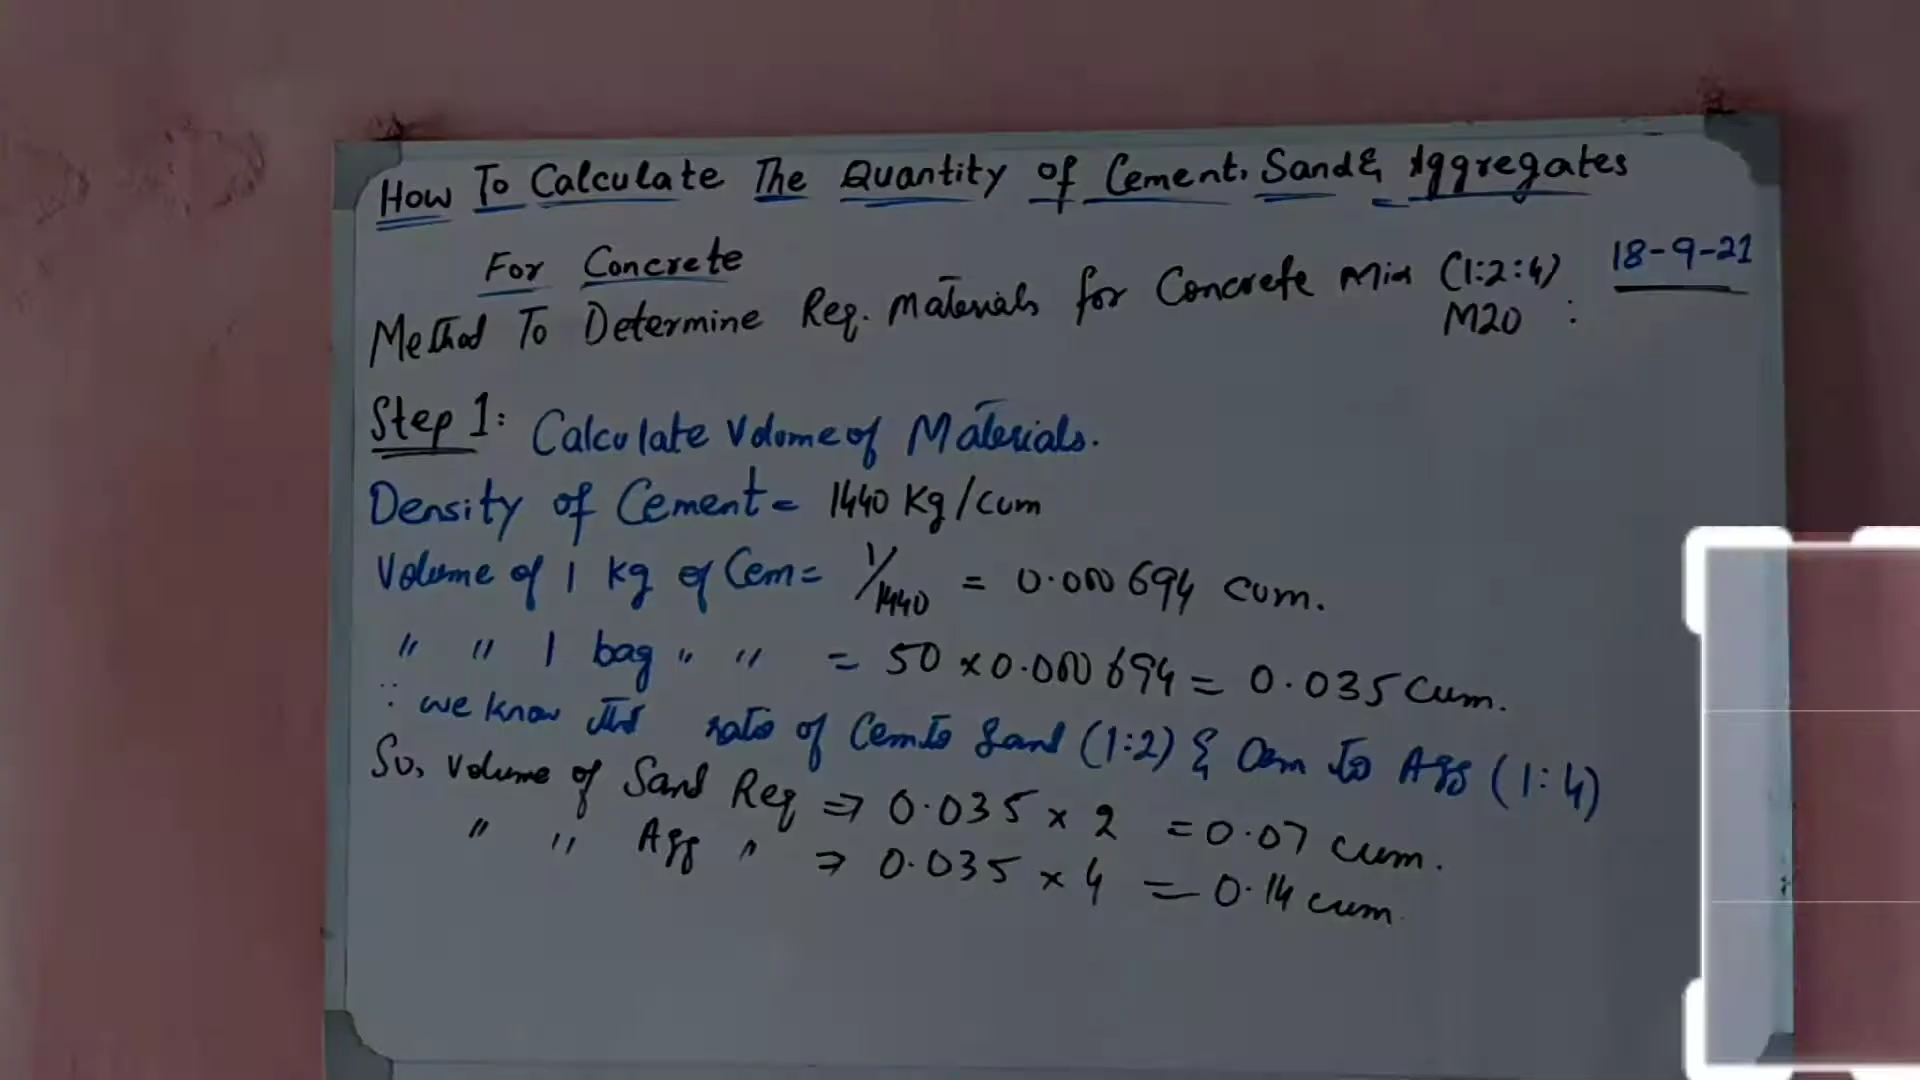 How To Calculate The Quantity of Cement, Sand & Aggregates
For Concrete
18-9-21
Method To Determine Req. Materials for Concrete Mix (1:2:4)
M20 :
Step 1: Calculate Volume of Materials.
Density of Cement = 1440 Kg/cum
Volume of 1 kg of Cem = 1/1440 = 0.000694 cum.
" " 1 bag " " = 50 x 0.000694 = 0.035 Cum.
∵ we know ratio of Cem to Sand (1:2) & Cem to Agg (1:4)
So, Volume of Sand Req ⇒ 0.035 x 2 = 0.07 cum.
" " Agg " ⇒ 0.035 x 4 = 0.14 cum.